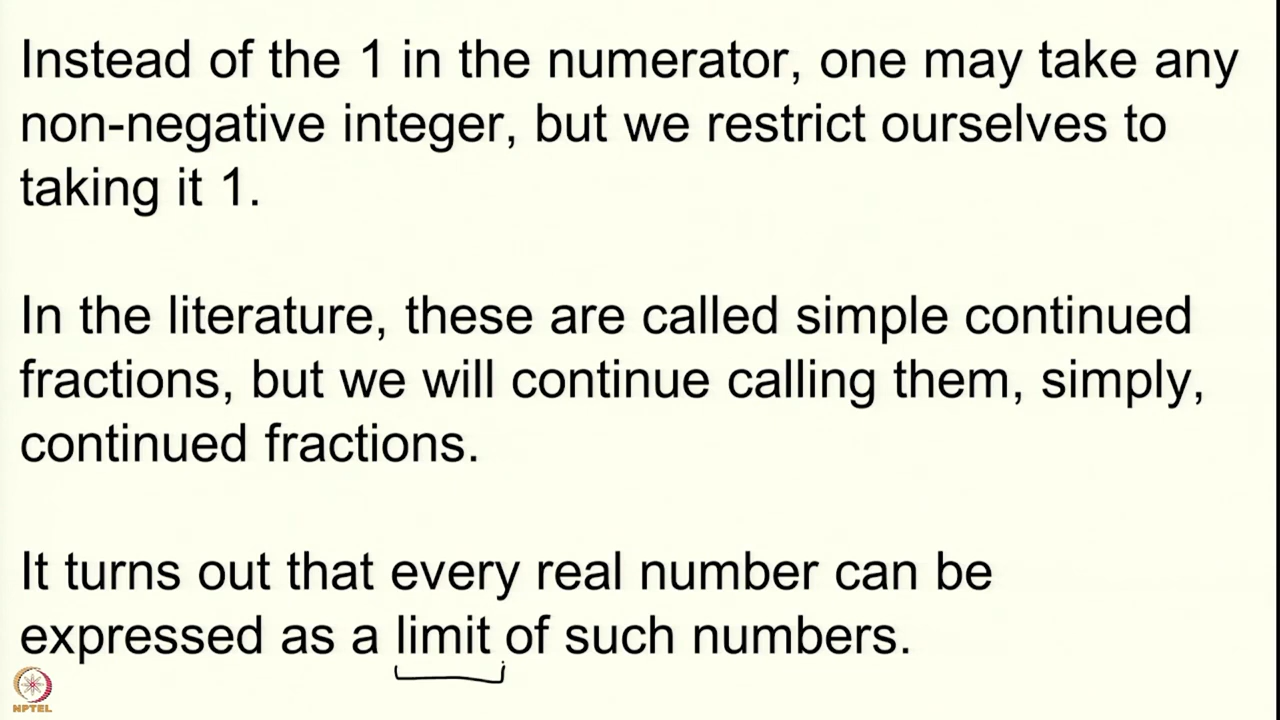 Instead of the 1 in the numerator, one may take any
non-negative integer, but we restrict ourselves to
taking it 1.
In the literature, these are called simple continued
fractions, but we will continue calling them, simply,
continued fractions.
It turns out that every real number can be
expressed as a limit of such numbers.
NPTEL